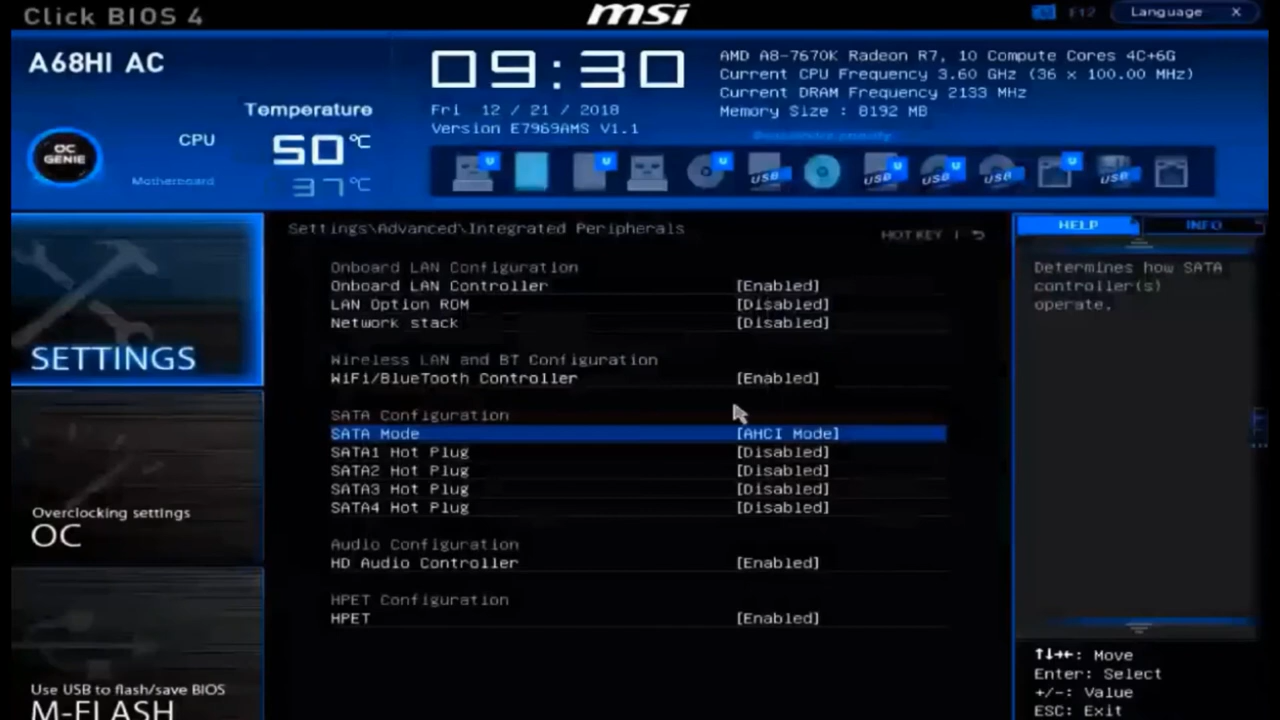 Click BIOS 4
msi
F12
Language X
A68HI AC
09:30
AMD A8-7670K Radeon R7, 10 Compute Cores 4C+6G
Current CPU Frequency 3.60 GHz (36 x 100.00 MHz)
Current DRAM Frequency 2133 MHz
Memory Size : 8192 MB
Fri 12 / 21 / 2018
Version E7969AMS V1.1
Temperature
OC
GENIE
CPU 50°C
Motherboard 37°C
U U U USB USB U USB U USB U USB
SETTINGS
Overclocking settings
OC
Use USB to flash/save BIOS
M-FLASH
Settings\Advanced\Integrated Peripherals
HOT KEY
Onboard LAN Configuration
Onboard LAN Controller [Enabled]
LAN Option ROM [Disabled]
Network stack [Disabled]
Wireless LAN and BT Configuration
WiFi/BlueTooth Controller [Enabled]
SATA Configuration
SATA Mode [AHCI Mode]
SATA1 Hot Plug [Disabled]
SATA2 Hot Plug [Disabled]
SATA3 Hot Plug [Disabled]
SATA4 Hot Plug [Disabled]
Audio Configuration
HD Audio Controller [Enabled]
HPET Configuration
HPET [Enabled]
HELP
INFO
Determines how SATA
controller(s)
operate.
↑↓→←: Move
Enter: Select
+/-: Value
ESC: Exit